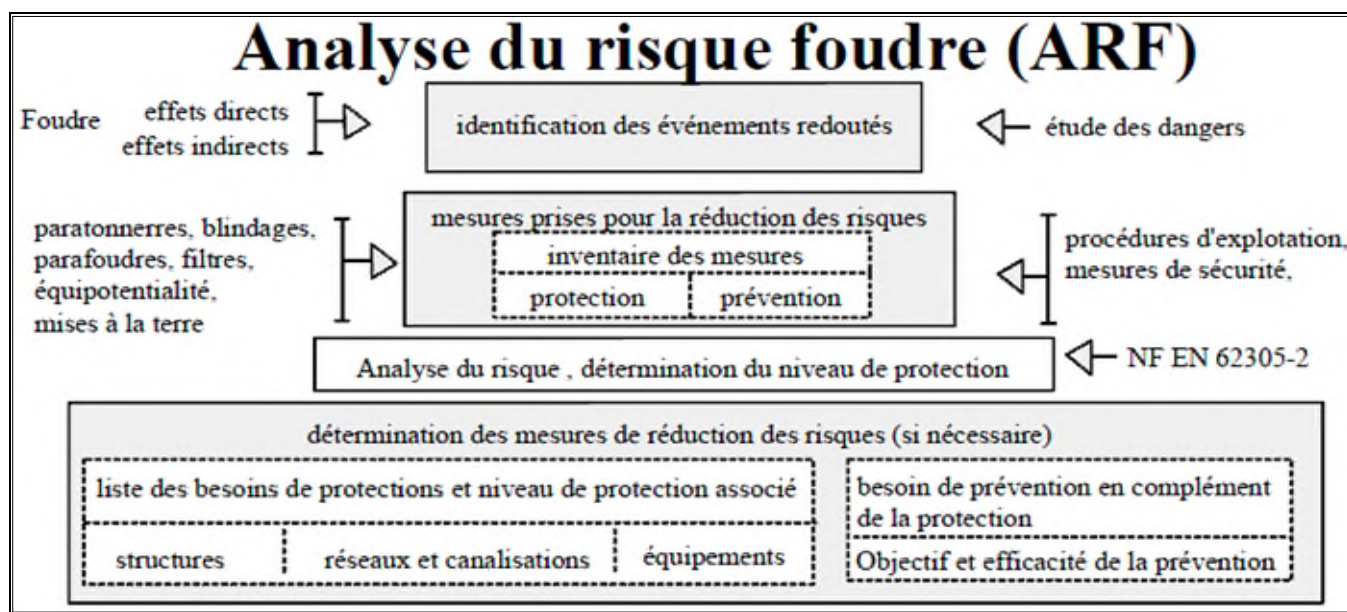 Analyse du risque foudre (ARF)
Foudre
effets directs
effets indirects
identification des événements redoutés
étude des dangers
paratonnerres, blindages,
parafoudres, filtres,
équipotentialité,
mises à la terre
mesures prises pour la réduction des risques
inventaire des mesures
protection
prévention
procédures d'explotation,
mesures de sécurité,
Analyse du risque , détermination du niveau de protection
NF EN 62305-2
détermination des mesures de réduction des risques (si nécessaire)
liste des besoins de protections et niveau de protection associé
structures
réseaux et canalisations
équipements
besoin de prévention en complément
de la protection
Objectif et efficacité de la prévention